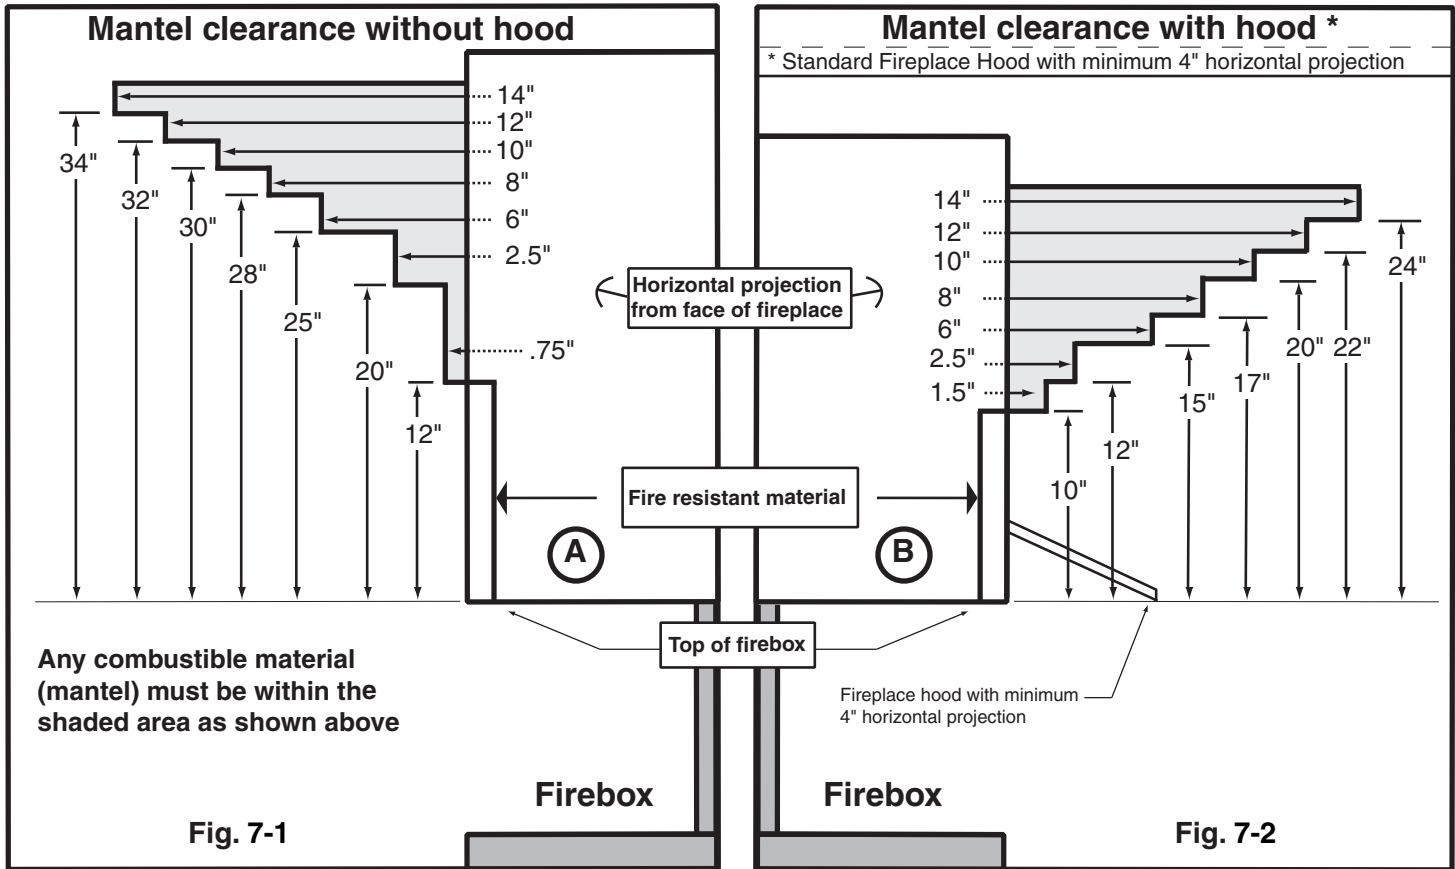 Mantel clearance without hood
14"
12"
10"
8"
6"
2.5"
.75"
34"
32"
30"
28"
25"
20"
12"
Mantel clearance with hood *
* Standard Fireplace Hood with minimum 4" horizontal projection
14"
12"
10"
8"
6"
2.5"
1.5"
24"
22"
20"
17"
15"
12"
10"
Horizontal projection
from face of fireplace
Fire resistant material
A
B
Top of firebox
Any combustible material
(mantel) must be within the
shaded area as shown above
Fireplace hood with minimum
4" horizontal projection
Firebox
Firebox
Fig. 7-1
Fig. 7-2